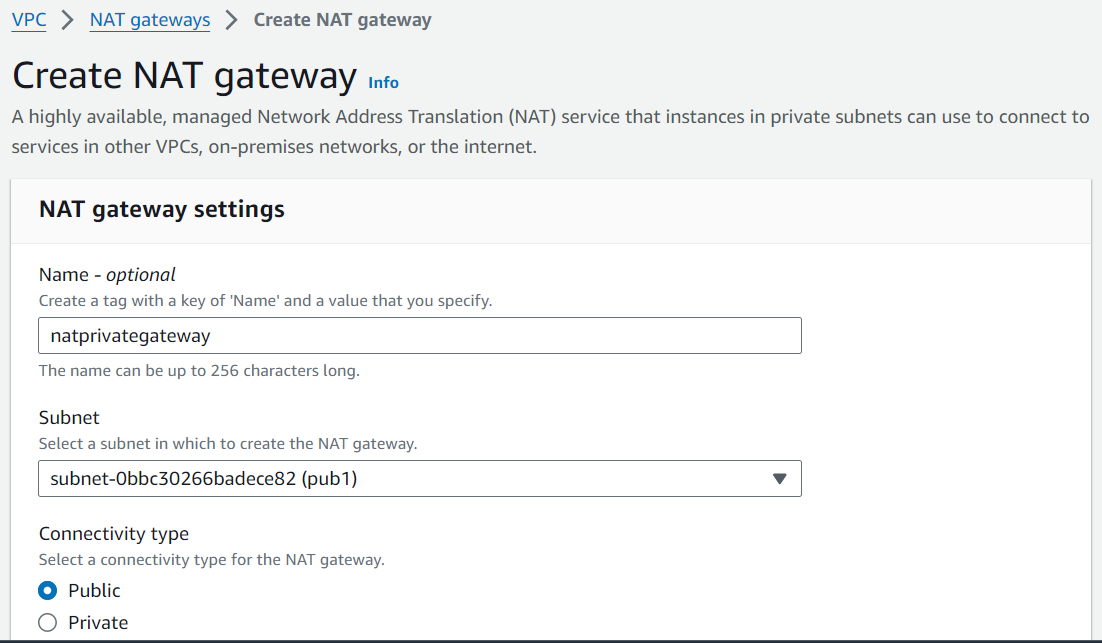 VPC > NAT gateways > Create NAT gateway
Create NAT gateway Info
A highly available, managed Network Address Translation (NAT) service that instances in private subnets can use to connect to
services in other VPCs, on-premises networks, or the internet.
NAT gateway settings
Name - optional
Create a tag with a key of 'Name' and a value that you specify.
natprivategateway
The name can be up to 256 characters long.
Subnet
Select a subnet in which to create the NAT gateway.
subnet-0bbc30266badece82 (pub1)
Connectivity type
Select a connectivity type for the NAT gateway.
Public
Private